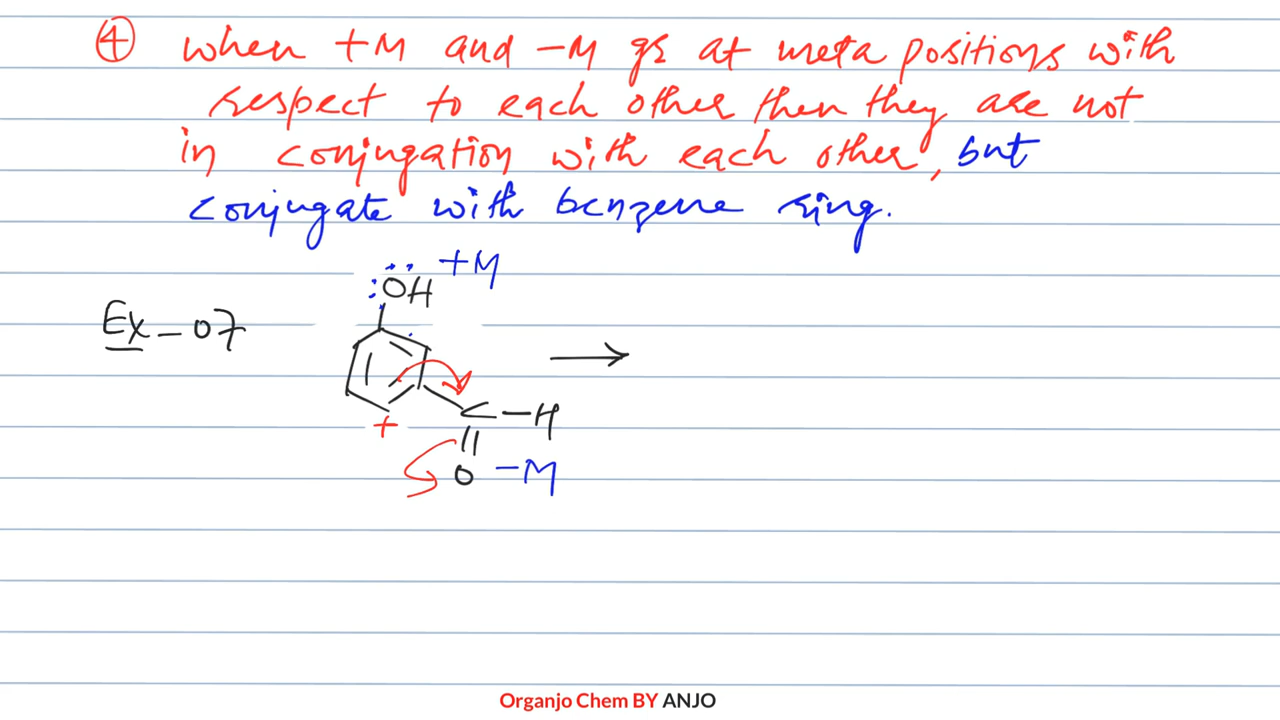 ④ when +M and -M gs at meta positions with
respect to each other then they are not
in conjugation with each other, but
conjugate with benzene ring.
:ÖH +M
Ex-07
C-H
+
O -M
Organjo Chem BY ANJO